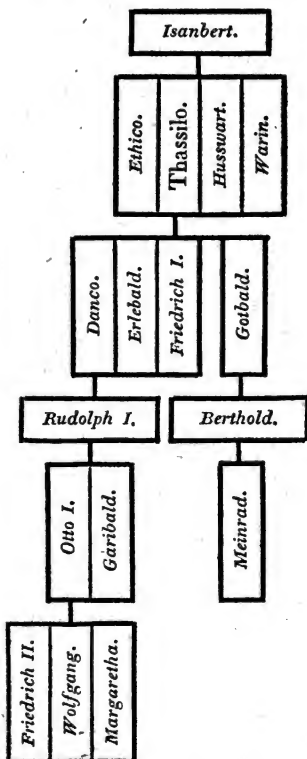 Isanbert.
Ethico.
Thassilo.
Husswart.
Warin.
Danco.
Erlebald.
Friedrich I.
Gotbald.
Rudolph I.
Berthold.
Otto I.
Garibald.
Meinrad.
Friedrich II.
Wolfgang.
Margaretha.